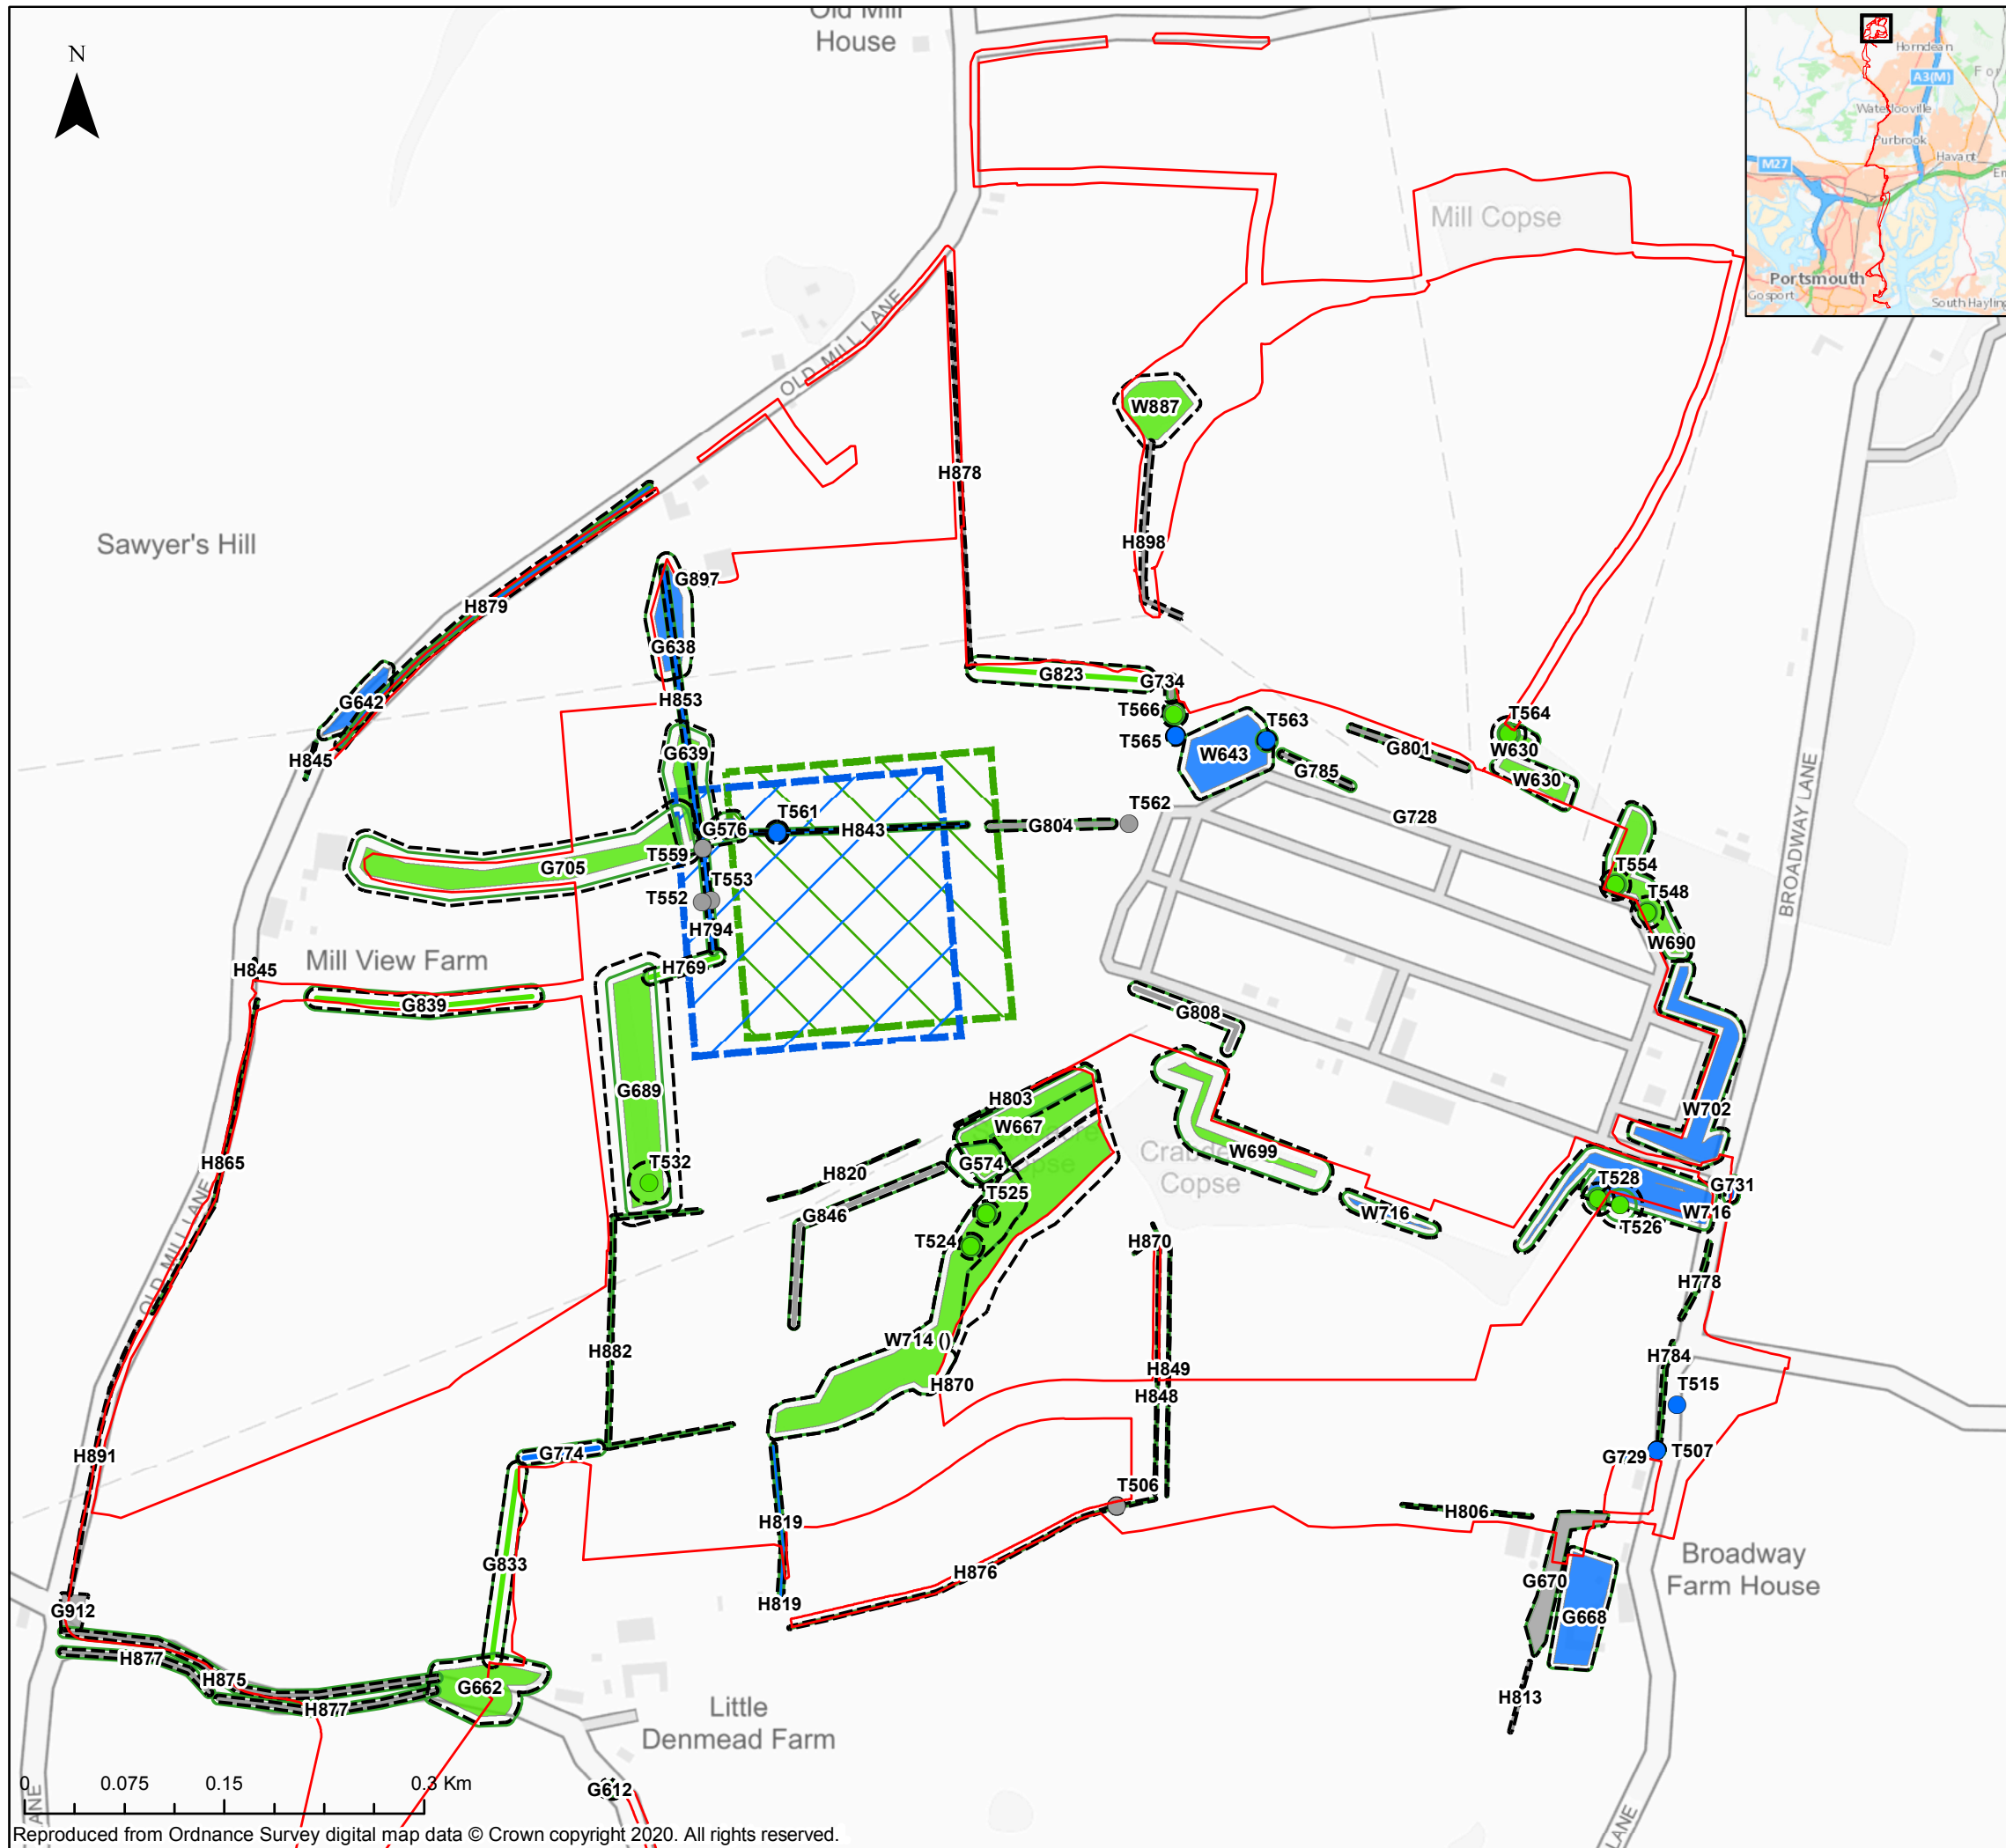 Old Mill
House
N
Horndean
A3(M)
Waterlooville
Purbrook
Havant
M27
Portsmouth
Gosport
South Hayling
Mill Copse
OLD MILL LANE
W887
H878
H898
Sawyer's Hill
H879
G897
G638
G642
H853
H845
G823
G734
T566
T565
T563
W643
G785
G801
T564
W630
W630
BROADWAY LANE
G639
T561
G576
H843
G804
T562
G728
T559
G705
T553
T552
H794
T554
T548
W690
Mill View Farm
H845
H769
G839
G808
G689
H803
W667
W702
Copse
G574
W699
Crabden
Copse
H865
T532
H820
T525
G846
T524
T528
G731
W716
W716
T526
OLD MILL LANE
H870
H778
W714 ()
H882
H849
H784
H870
H848
T515
H891
G774
G729
T507
T506
H806
H819
G833
H876
Broadway
Farm House
G670
G668
H819
G912
H877
H875
G662
H877
H813
Little
Denmead Farm
G612
0
0.075
0.15
0.3 Km
ANE
LANE
Reproduced from Ordnance Survey digital map data © Crown copyright 2020. All rights reserved.